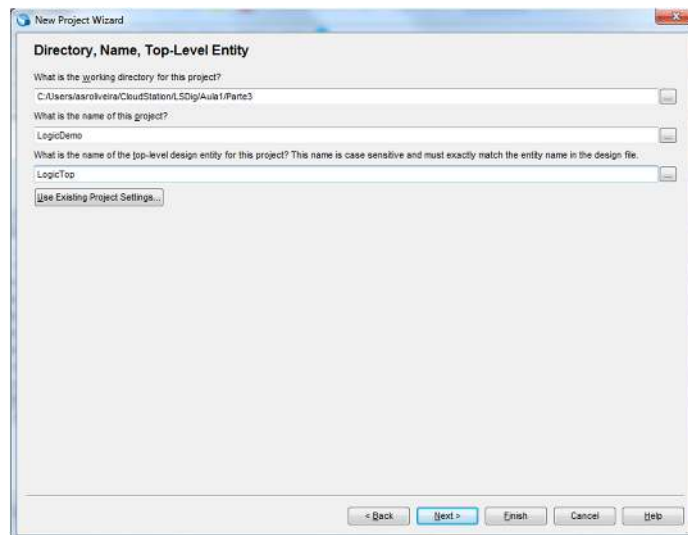 New Project Wizard
Directory, Name, Top-Level Entity
What is the working directory for this project?
C:/Users/asroliveira/CloudStation/LSDig/Aula1/Parte3
...
What is the name of this project?
LogicDemo
...
What is the name of the top-level design entity for this project? This name is case sensitive and must exactly match the entity name in the design file.
LogicTop
...
Use Existing Project Settings...
< Back Next > Finish Cancel Help